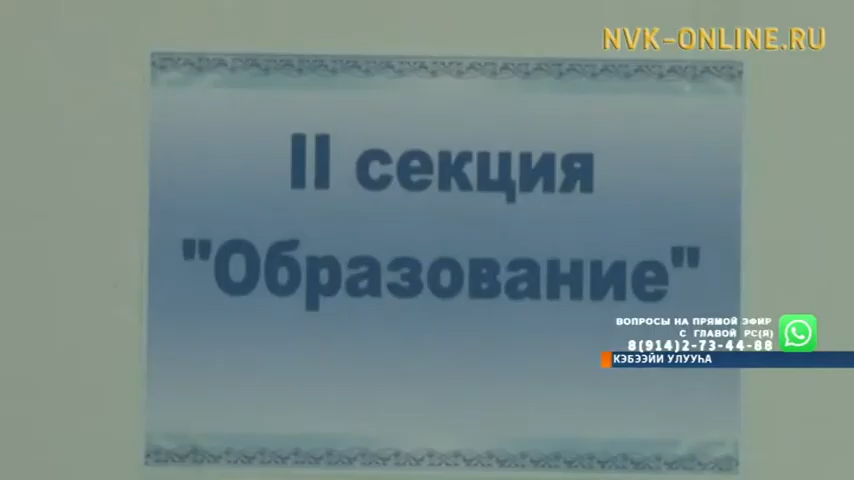 NVK-ONLINE.RU
II секция
"Образование"
ВОПРОСЫ НА ПРЯМОЙ ЭФИР
С ГЛАВОЙ РС(Я)
8(914)2-73-44-88
КЭБЭЭЙИ УЛУУҺА